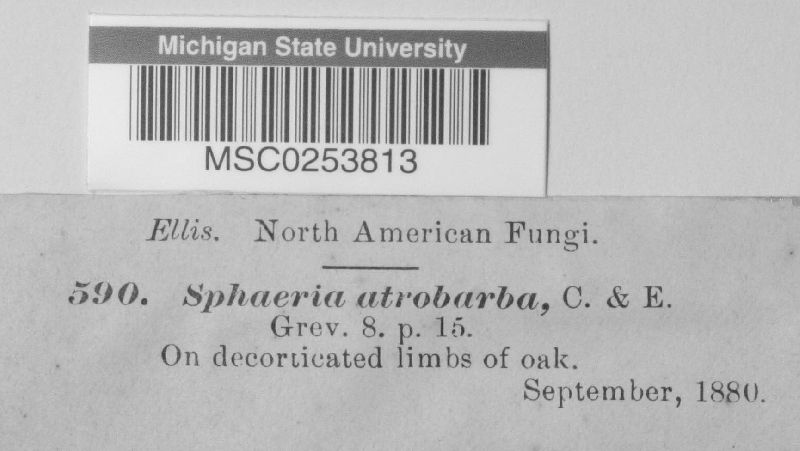 Michigan State University
MSC0253813
Ellis. North American Fungi.
590. Sphaeria atrobarba, C. & E.
Grev. 8. p. 15.
On decorticated limbs of oak.
September, 1880.